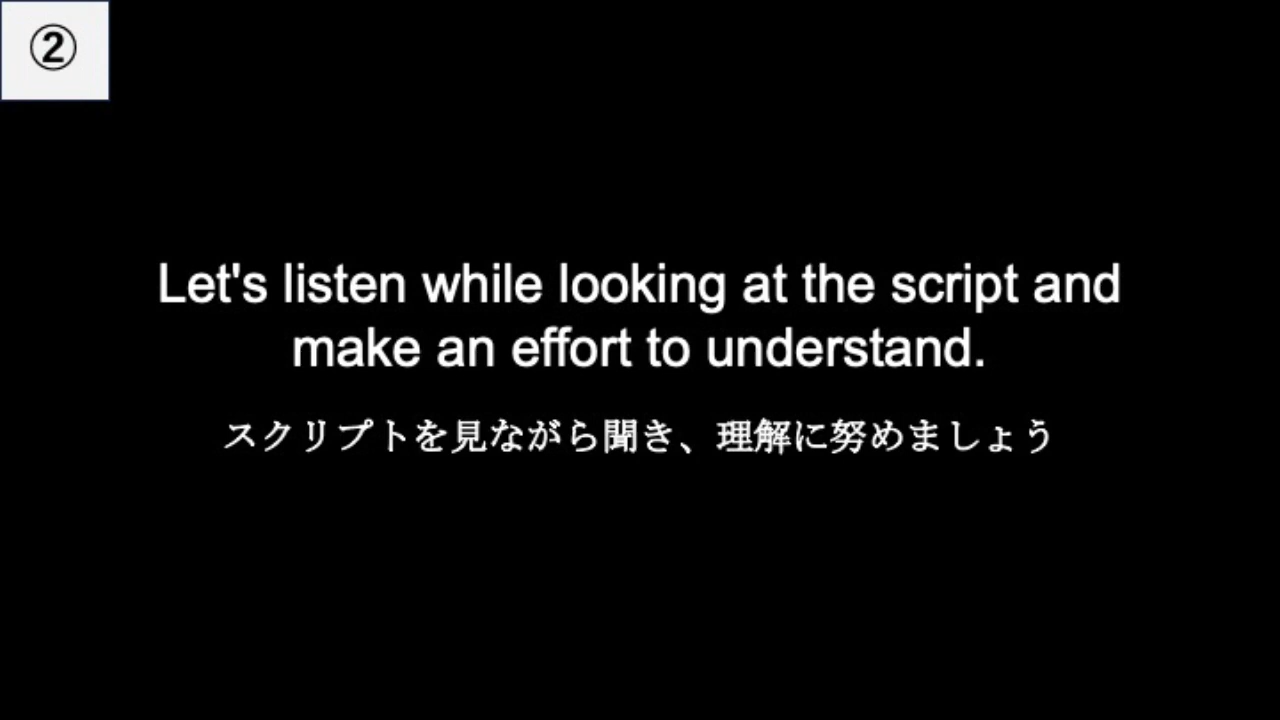 ②
Let's listen while looking at the script and
make an effort to understand.
スクリプトを見ながら聞き、理解に努めましょう